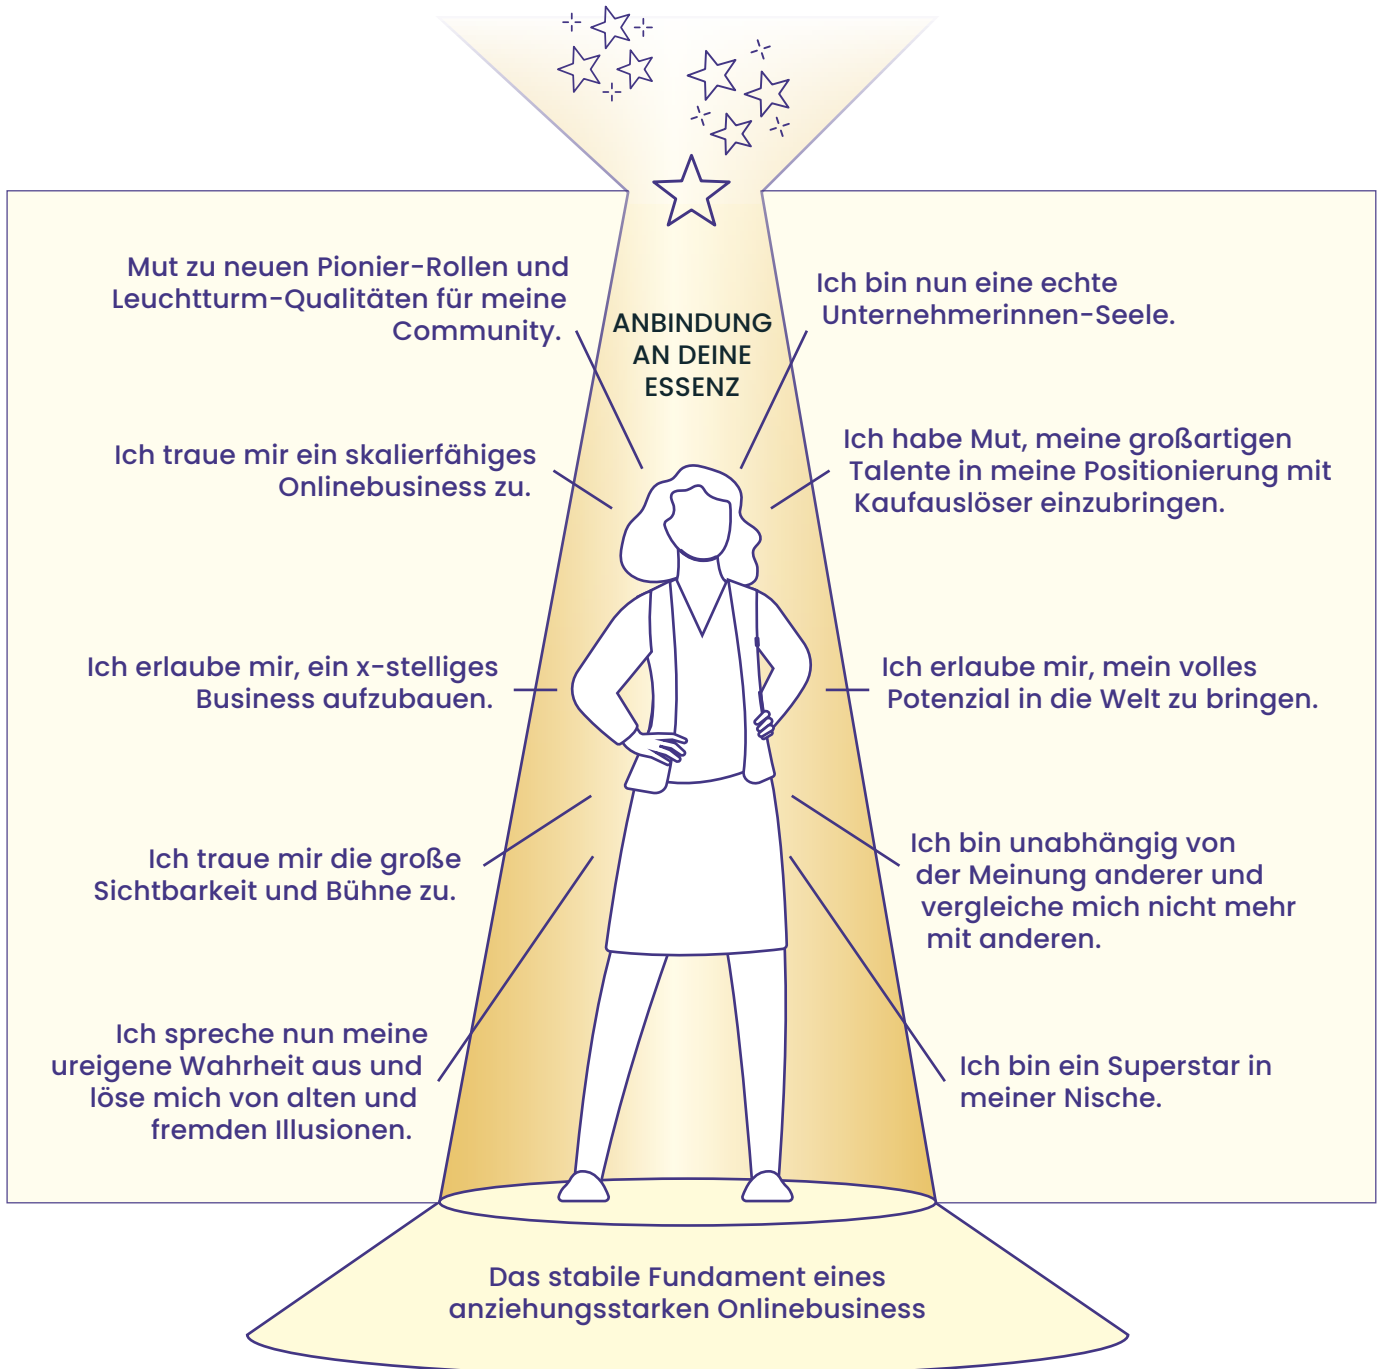 Mut zu neuen Pionier-Rollen und
Leuchtturm-Qualitäten für meine
Community.
Ich bin nun eine echte
Unternehmerinnen-Seele.
ANBINDUNG
AN DEINE
ESSENZ
Ich traue mir ein skalierfähiges
Onlinebusiness zu.
Ich habe Mut, meine großartigen
Talente in meine Positionierung mit
Kaufauslöser einzubringen.
Ich erlaube mir, ein x-stelliges
Business aufzubauen.
Ich erlaube mir, mein volles
Potenzial in die Welt zu bringen.
Ich traue mir die große
Sichtbarkeit und Bühne zu.
Ich bin unabhängig von
der Meinung anderer und
vergleiche mich nicht mehr
mit anderen.
Ich spreche nun meine
ureigene Wahrheit aus und
löse mich von alten und
fremden Illusionen.
Ich bin ein Superstar in
meiner Nische.
Das stabile Fundament eines
anziehungsstarken Onlinebusiness